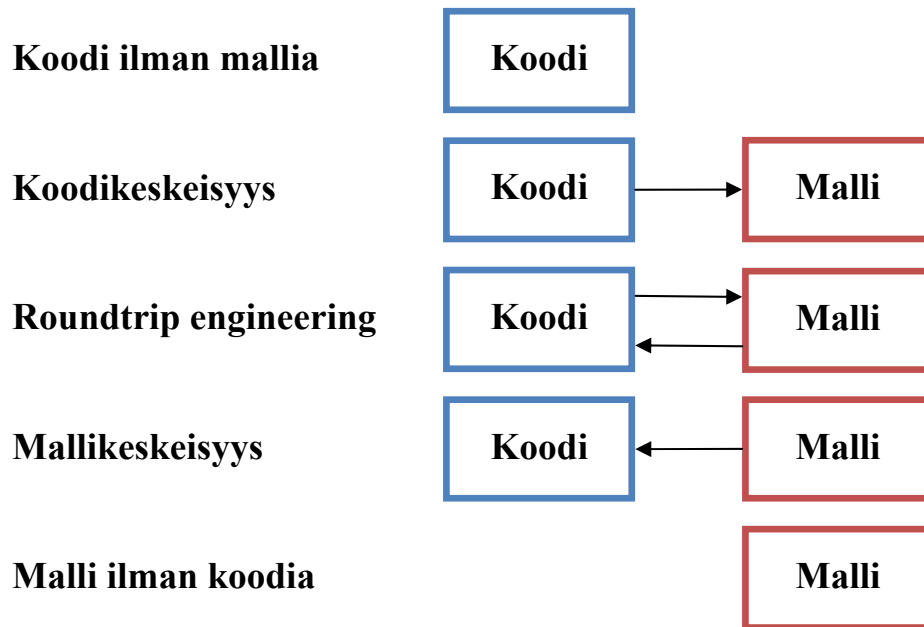 Koodi ilman mallia Koodi
Koodikeskeisyys Koodi Malli
Roundtrip engineering Koodi Malli
Mallikeskeisyys Koodi Malli
Malli ilman koodia Malli